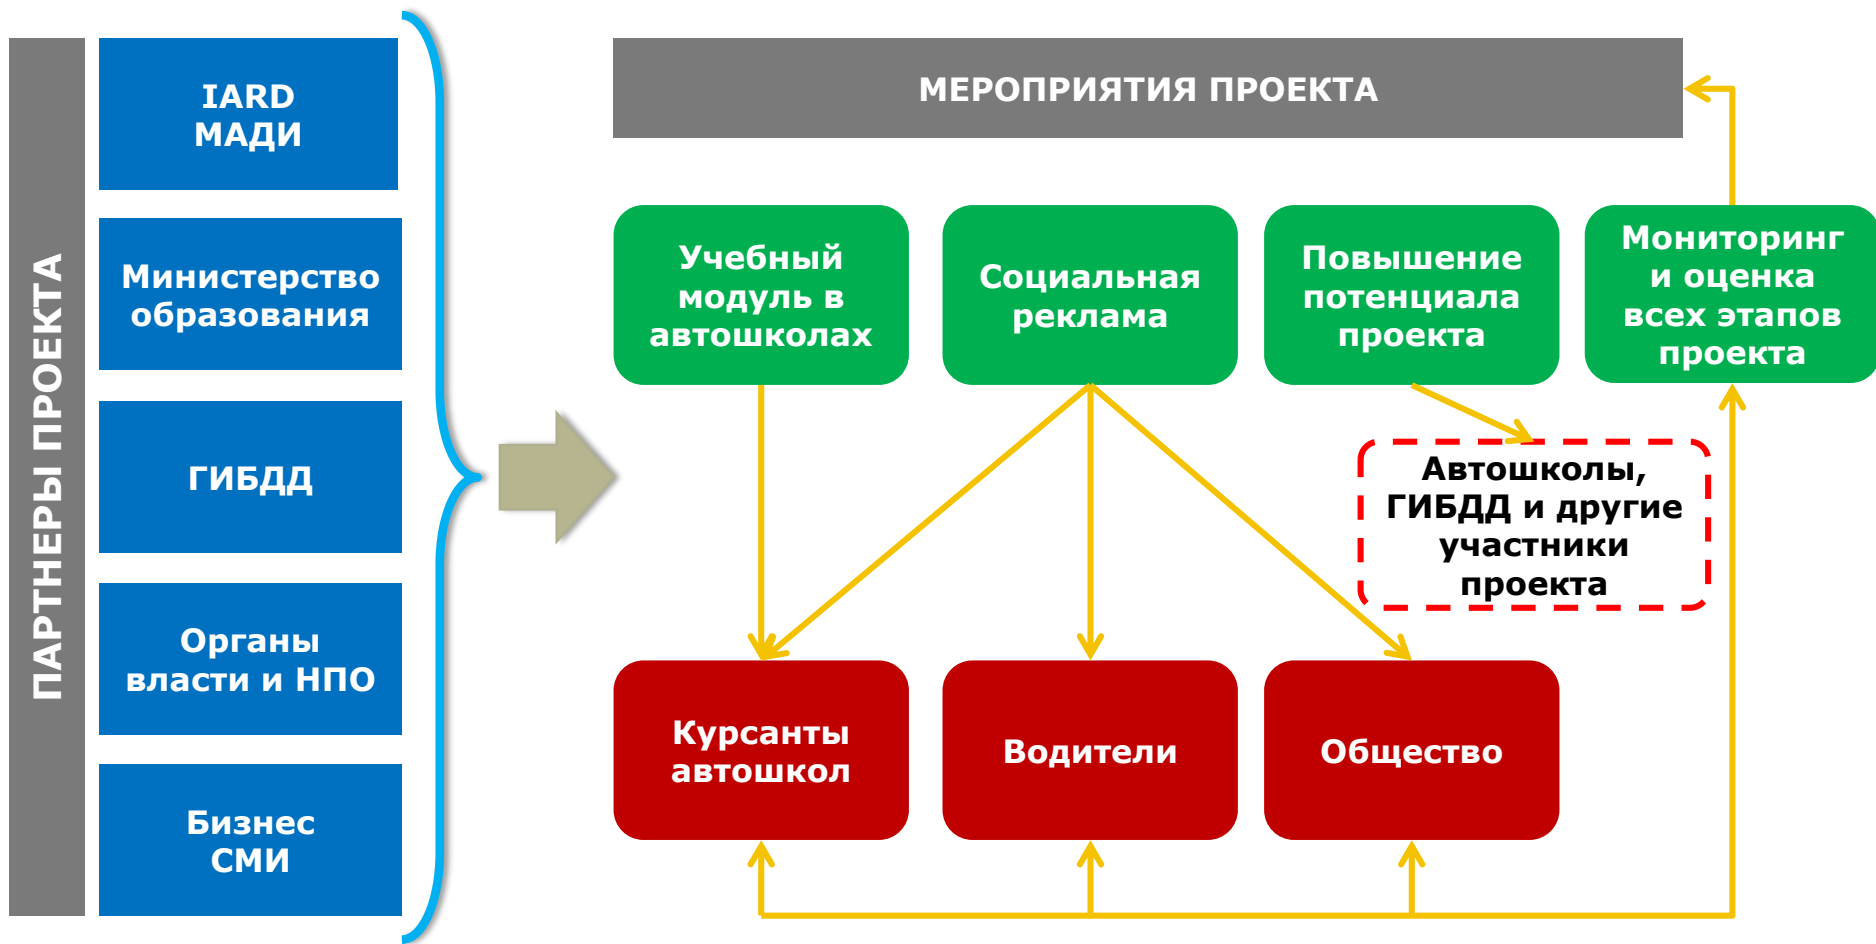 ПАРТНЕРЫ ПРОЕКТА
IARD
МАДИ
Министерство
образования
ГИБДД
Органы
власти и НПО
Бизнес
СМИ
МЕРОПРИЯТИЯ ПРОЕКТА
Учебный
модуль в
автошколах
Социальная
реклама
Повышение
потенциала
проекта
Мониторинг
и оценка
всех этапов
проекта
Автошколы,
ГИБДД и другие
участники
проекта
Курсанты
автошкол
Водители
Общество